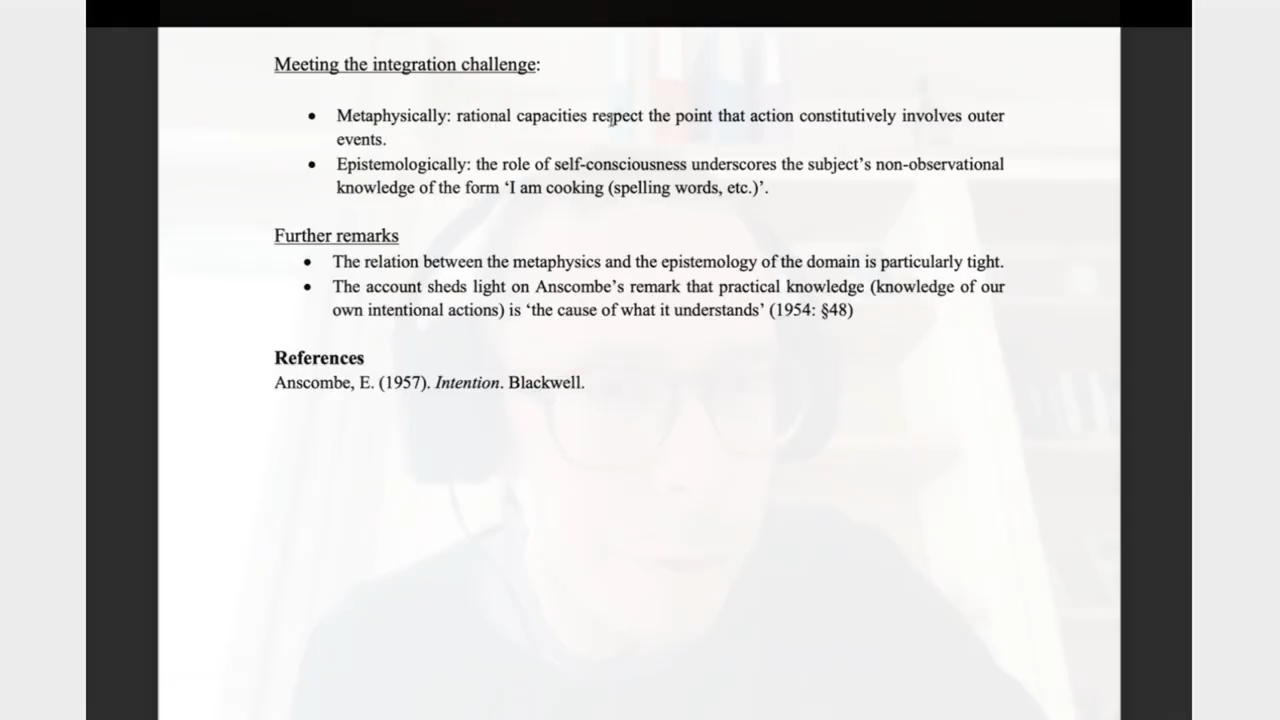 Meeting the integration challenge:
• Metaphysically: rational capacities respect the point that action constitutively involves outer
events.
• Epistemologically: the role of self-consciousness underscores the subject’s non-observational
knowledge of the form ‘I am cooking (spelling words, etc.)’.
Further remarks
• The relation between the metaphysics and the epistemology of the domain is particularly tight.
• The account sheds light on Anscombe’s remark that practical knowledge (knowledge of our
own intentional actions) is ‘the cause of what it understands’ (1954: §48)
References
Anscombe, E. (1957). Intention. Blackwell.